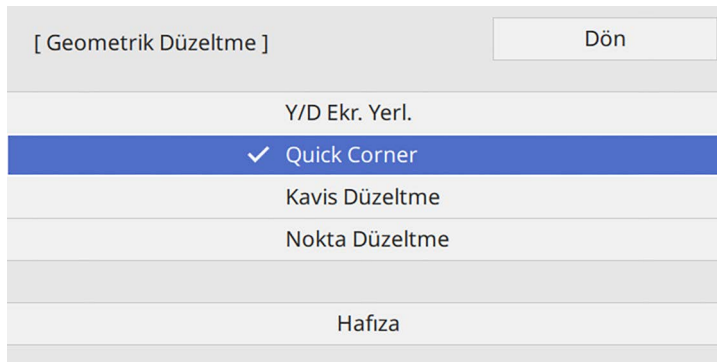 [ Geometrik Düzeltme ]
Dön
Y/D Ekr. Yerl.
Quick Corner
Kavis Düzeltme
Nokta Düzeltme
Hafıza